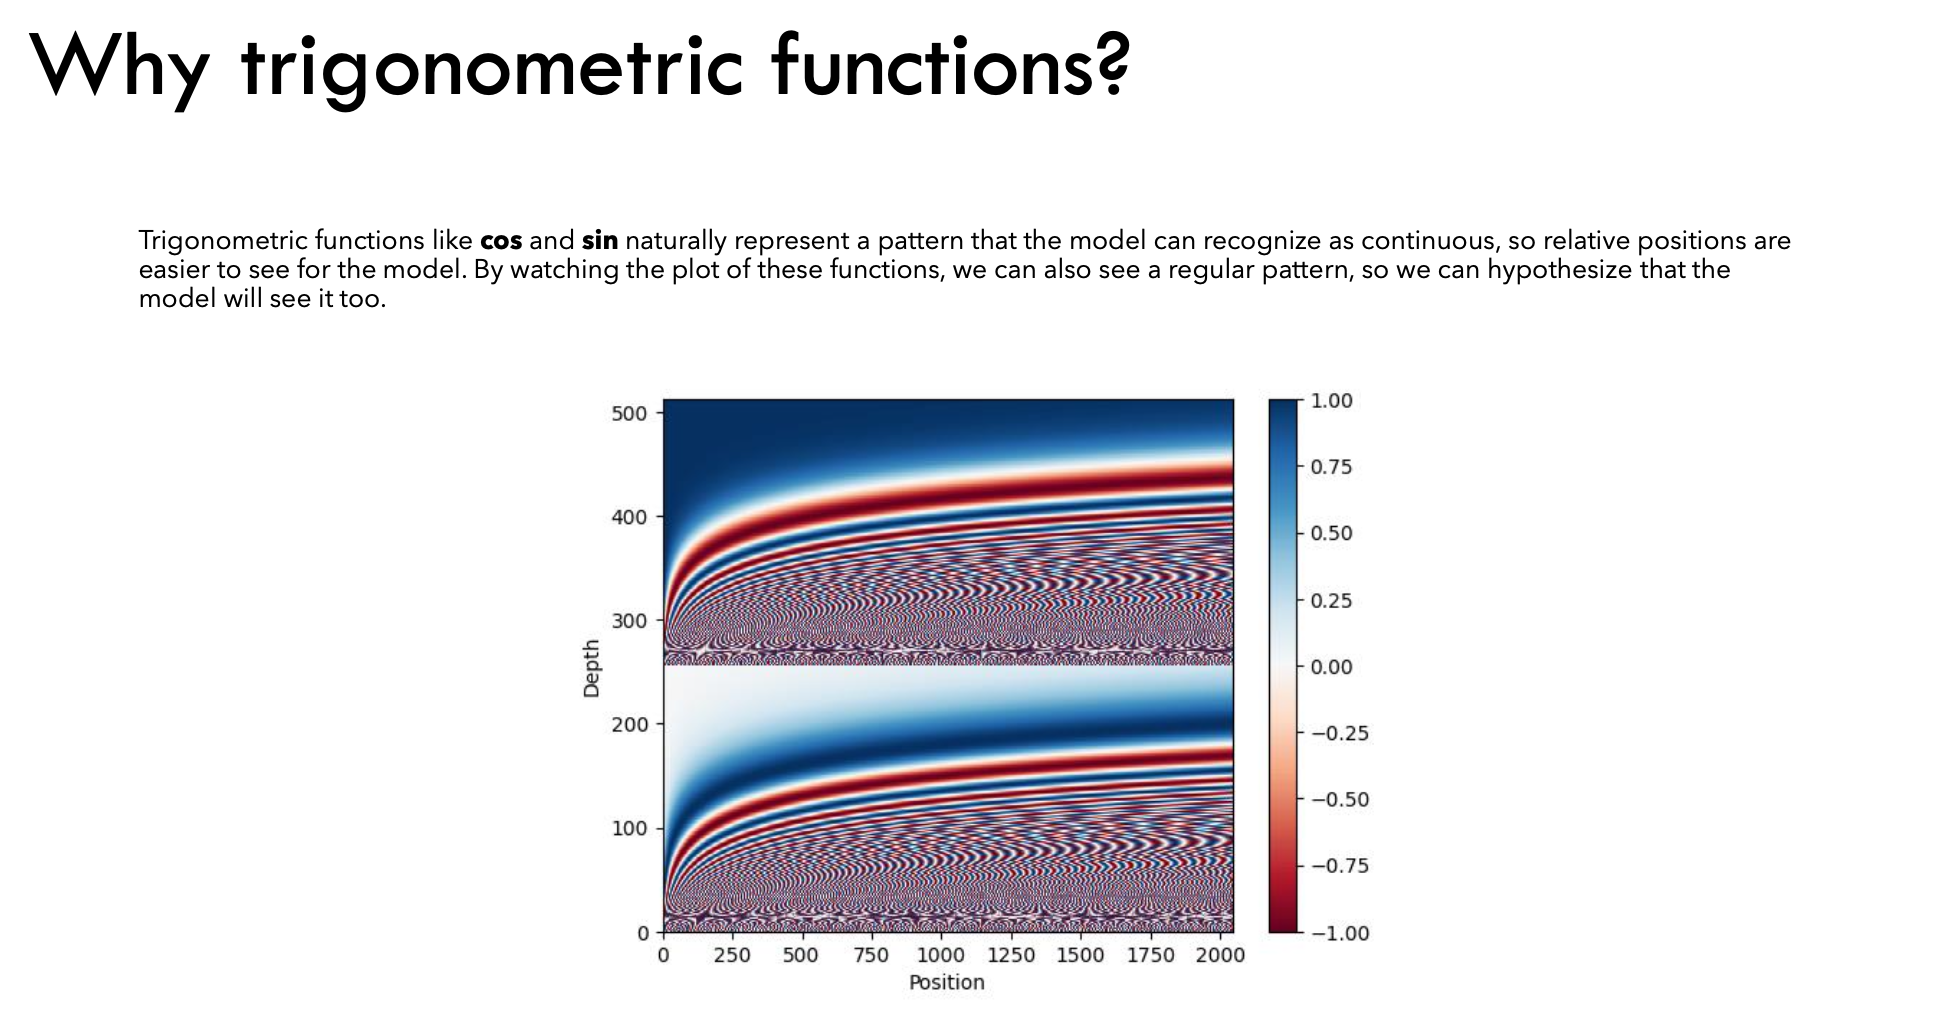 Why trigonometric functions?
Trigonometric functions like cos and sin naturally represent a pattern that the model can recognize as continuous, so relative positions are
easier to see for the model. By watching the plot of these functions, we can also see a regular pattern, so we can hypothesize that the
model will see it too.
500
400
300
200
100
0
Depth
0 250 500 750 1000 1250 1500 1750 2000
Position
1.00
0.75
0.50
0.25
0.00
−0.25
−0.50
−0.75
−1.00